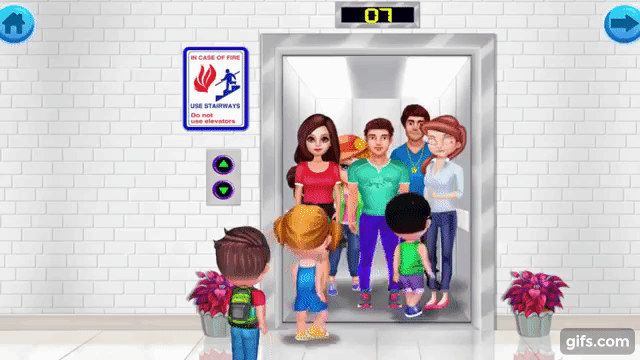 07
IN CASE OF FIRE
USE STAIRWAYS
Do not
use elevators
gifs.com